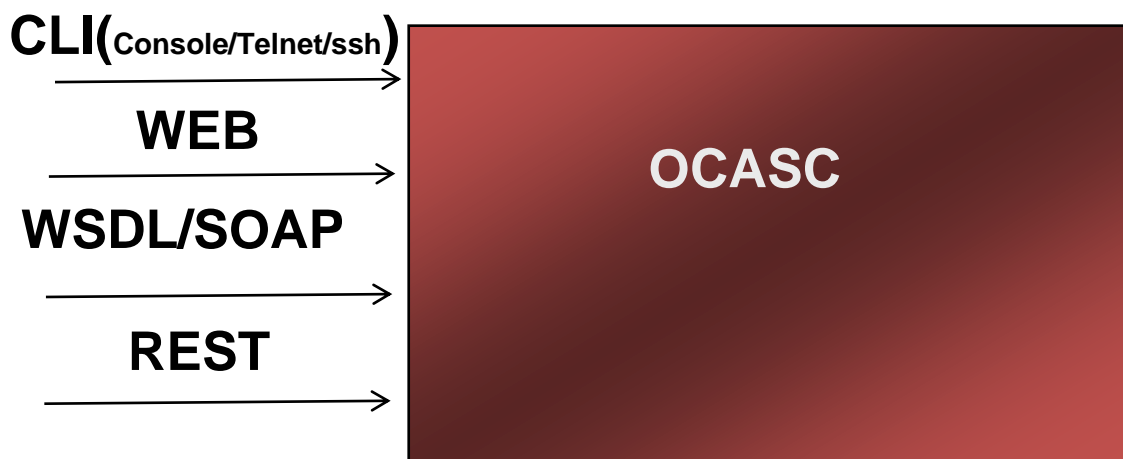 CLI(Console/Telnet/ssh)
WEB
OCASC
WSDL/SOAP
REST